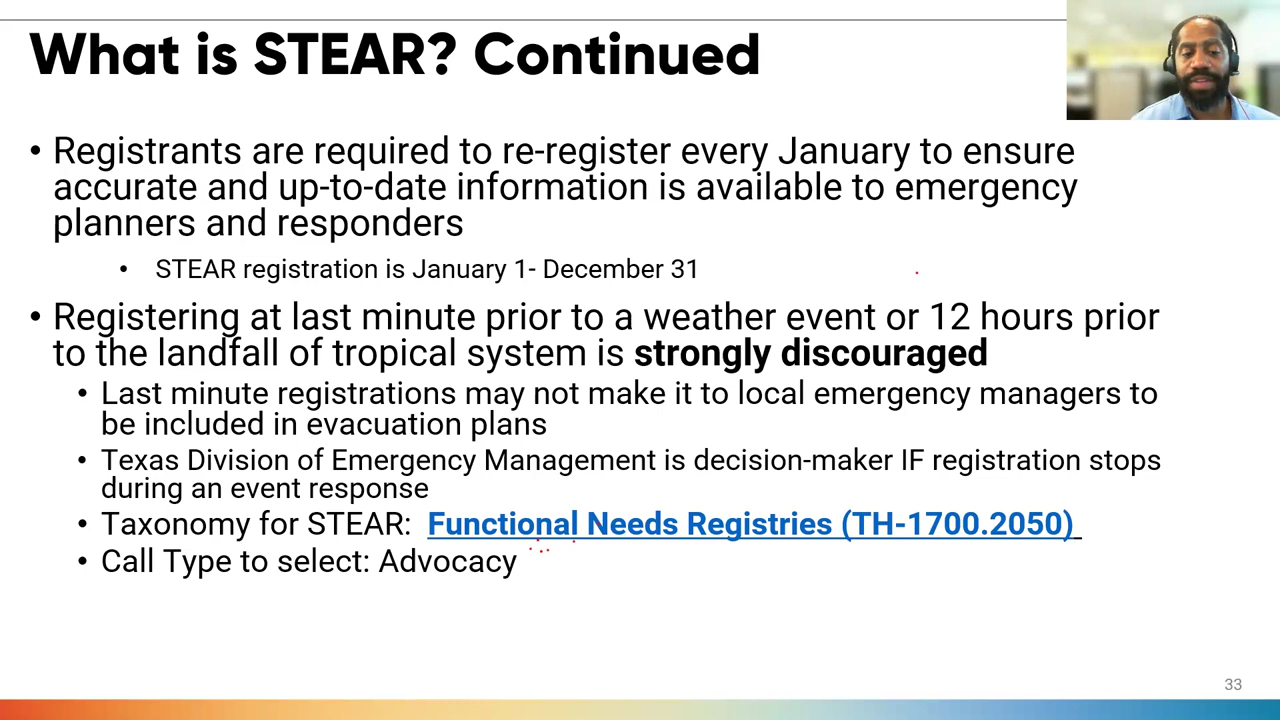 What is STEAR? Continued
• Registrants are required to re-register every January to ensure
accurate and up-to-date information is available to emergency
planners and responders
• STEAR registration is January 1- December 31
• Registering at last minute prior to a weather event or 12 hours prior
to the landfall of tropical system is strongly discouraged
• Last minute registrations may not make it to local emergency managers to
be included in evacuation plans
• Texas Division of Emergency Management is decision-maker IF registration stops
during an event response
• Taxonomy for STEAR: Functional Needs Registries (TH-1700.2050)
• Call Type to select: Advocacy
33